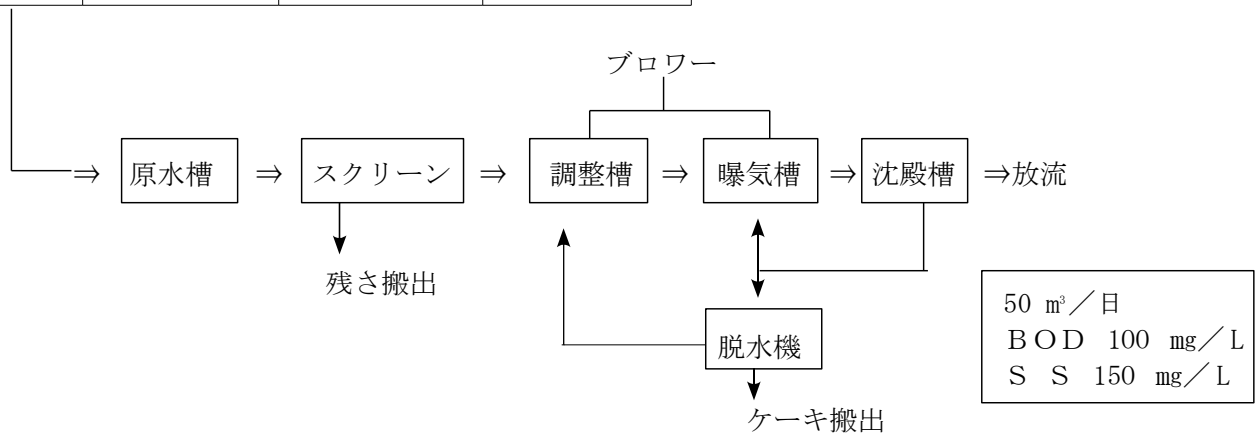 ブロワー
⇒ 原水槽 ⇒ スクリーン ⇒ 調整槽 ⇒ 曝気槽 ⇒ 沈殿槽 ⇒放流
残さ搬出
脱水機
ケーキ搬出
50 m³/日
BOD 100 mg/L
S S 150 mg/L